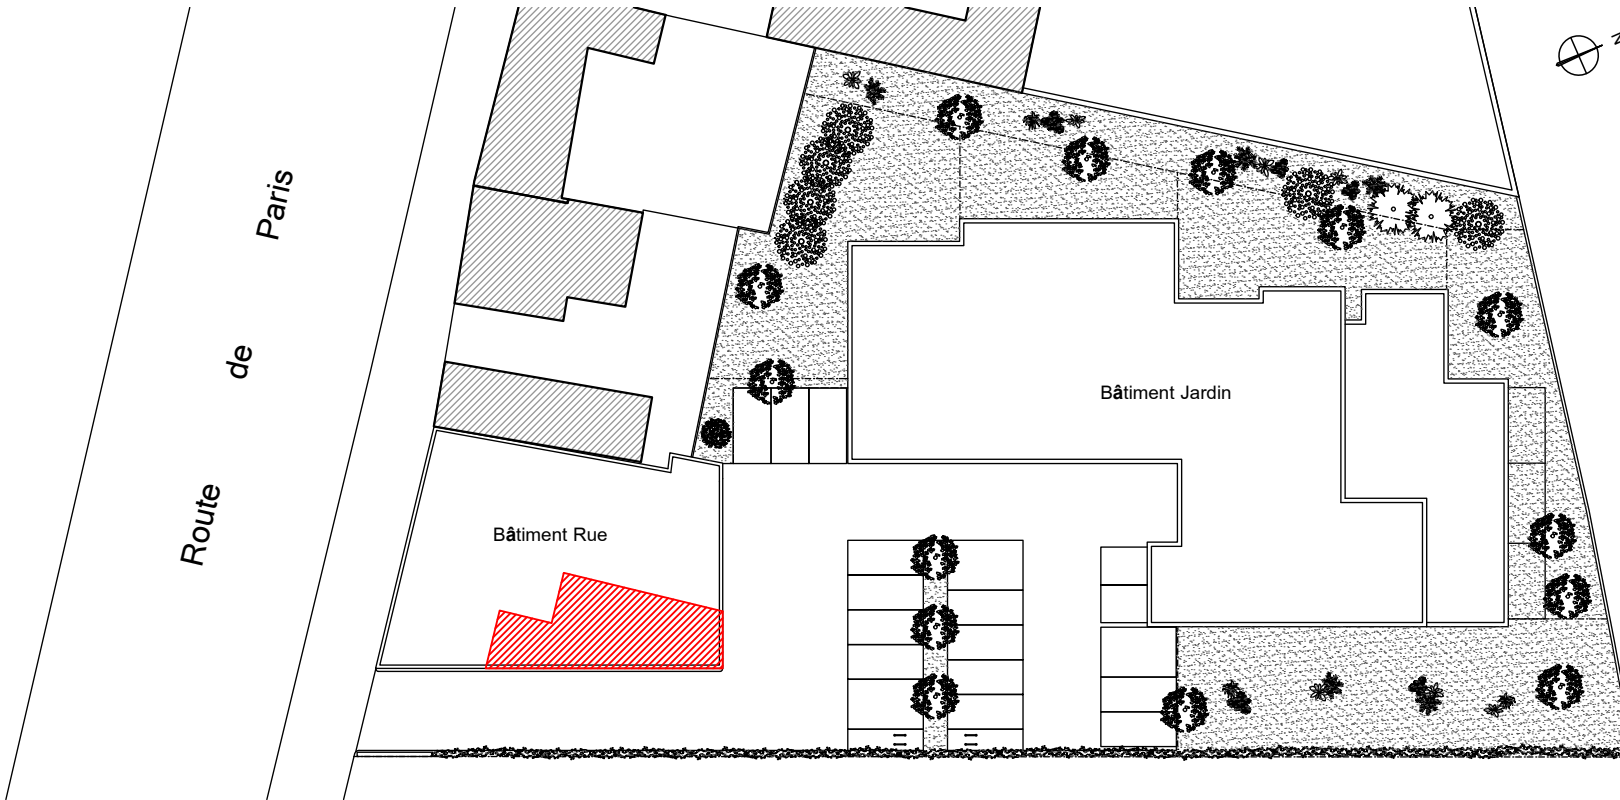 N
Paris
de
Route
Bâtiment Jardin
Bâtiment Rue